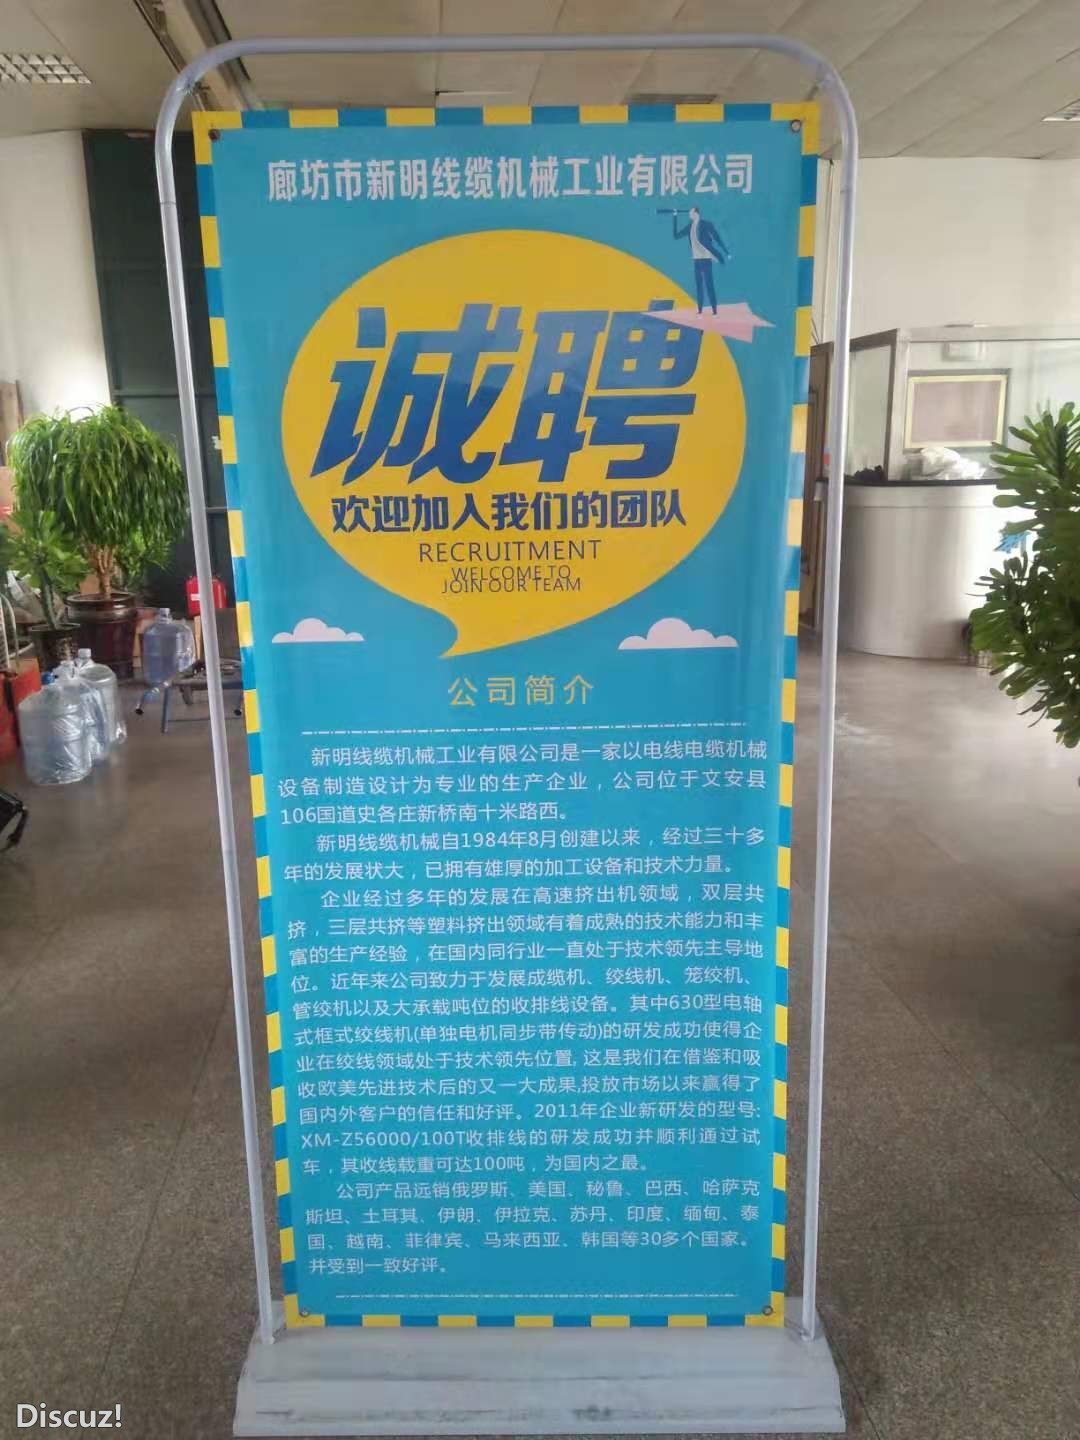 廊坊市新明线缆机械工业有限公司
诚聘
欢迎加入我们的团队
RECRUITMENT
WELCOME TO
JOIN OUR TEAM
公司简介
新明线缆机械工业有限公司是一家以电线电缆机械
设备制造设计为专业的生产企业，公司位于文安县
106国道史各庄新桥南十米路西。
新明线缆机械自1984年8月创建以来，经过三十多
年的发展状大，已拥有雄厚的加工设备和技术力量。
企业经过多年的发展在高速挤出机领域，双层共
挤，三层共挤等塑料挤出领域有着成熟的技术能力和丰
富的生产经验，在国内同行业一直处于技术领先主导地
位。近年来公司致力于发展成缆机、绞线机、笼绞机、
管绞机以及大承载吨位的收排线设备。其中630型电轴
式框式绞线机(单独电机同步带传动)的研发成功使得企
业在绞线领域处于技术领先位置,这是我们在借鉴和吸
收欧美先进技术后的又一大成果,投放市场以来赢得了
国内外客户的信任和好评。2011年企业新研发的型号:
XM-Z56000/100T收排线的研发成功并顺利通过试
车，其收线载重可达100吨，为国内之最。
公司产品远销俄罗斯、美国、秘鲁、巴西、哈萨克
斯坦、土耳其、伊朗、伊拉克、苏丹、印度、缅甸、泰
国、越南、菲律宾、马来西亚、韩国等30多个国家。
并受到一致好评。
Discuz!